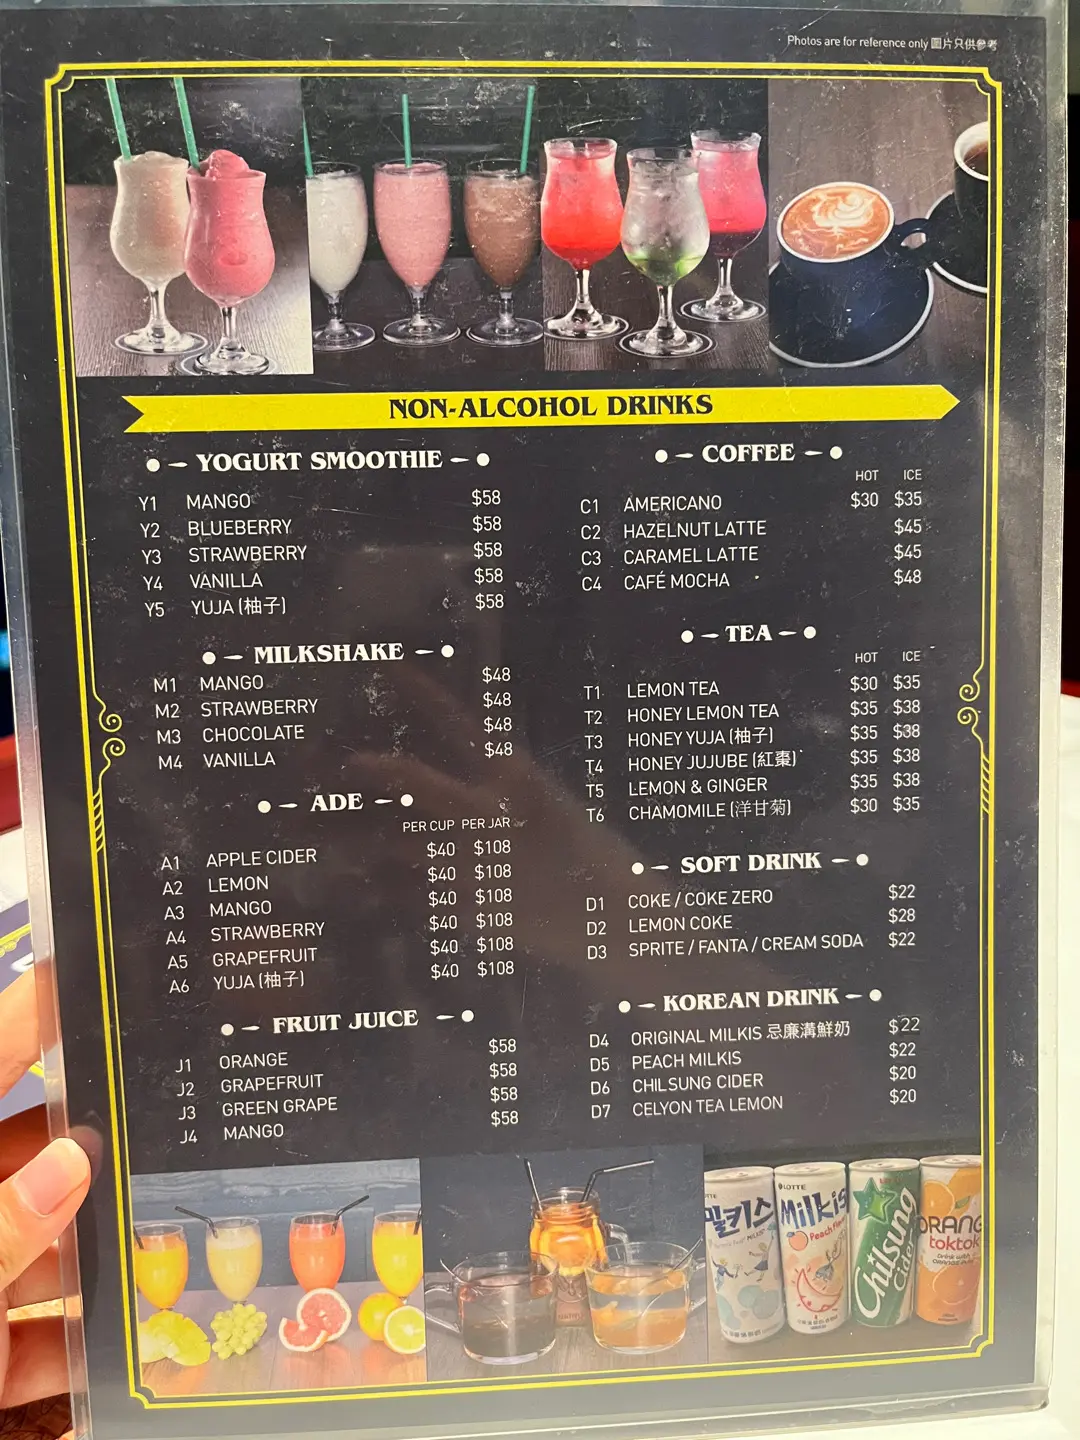 Photos are for reference only 圖片只供參考
NON-ALCOHOL DRINKS
YOGURT SMOOTHIE
Y1 MANGO $58
Y2 BLUEBERRY $58
Y3 STRAWBERRY $58
Y4 VANILLA $58
Y5 YUJA (柚子) $58
MILKSHAKE
M1 MANGO $48
M2 STRAWBERRY $48
M3 CHOCOLATE $48
M4 VANILLA $48
ADE
PER CUP PER JAR
A1 APPLE CIDER $40 $108
A2 LEMON $40 $108
A3 MANGO $40 $108
A4 STRAWBERRY $40 $108
A5 GRAPEFRUIT $40 $108
A6 YUJA (柚子) $40 $108
FRUIT JUICE
J1 ORANGE $58
J2 GRAPEFRUIT $58
J3 GREEN GRAPE $58
J4 MANGO $58
COFFEE
HOT ICE
C1 AMERICANO $30 $35
C2 HAZELNUT LATTE $45
C3 CARAMEL LATTE $45
C4 CAFÉ MOCHA $48
TEA
HOT ICE
T1 LEMON TEA $30 $35
T2 HONEY LEMON TEA $35 $38
T3 HONEY YUJA (柚子) $35 $38
T4 HONEY JUJUBE (紅棗) $35 $38
T5 LEMON & GINGER $35 $38
T6 CHAMOMILE (洋甘菊) $30 $35
SOFT DRINK
D1 COKE / COKE ZERO $22
D2 LEMON COKE $28
D3 SPRITE / FANTA / CREAM SODA $22
KOREAN DRINK
D4 ORIGINAL MILKIS 忌廉溝鮮奶 $22
D5 PEACH MILKIS $22
D6 CHILSUNG CIDER $20
D7 CELYON TEA LEMON $20
밀키스
LOTTE
Milkis
Peach
Chilsung
Cider
ORANG
toktok